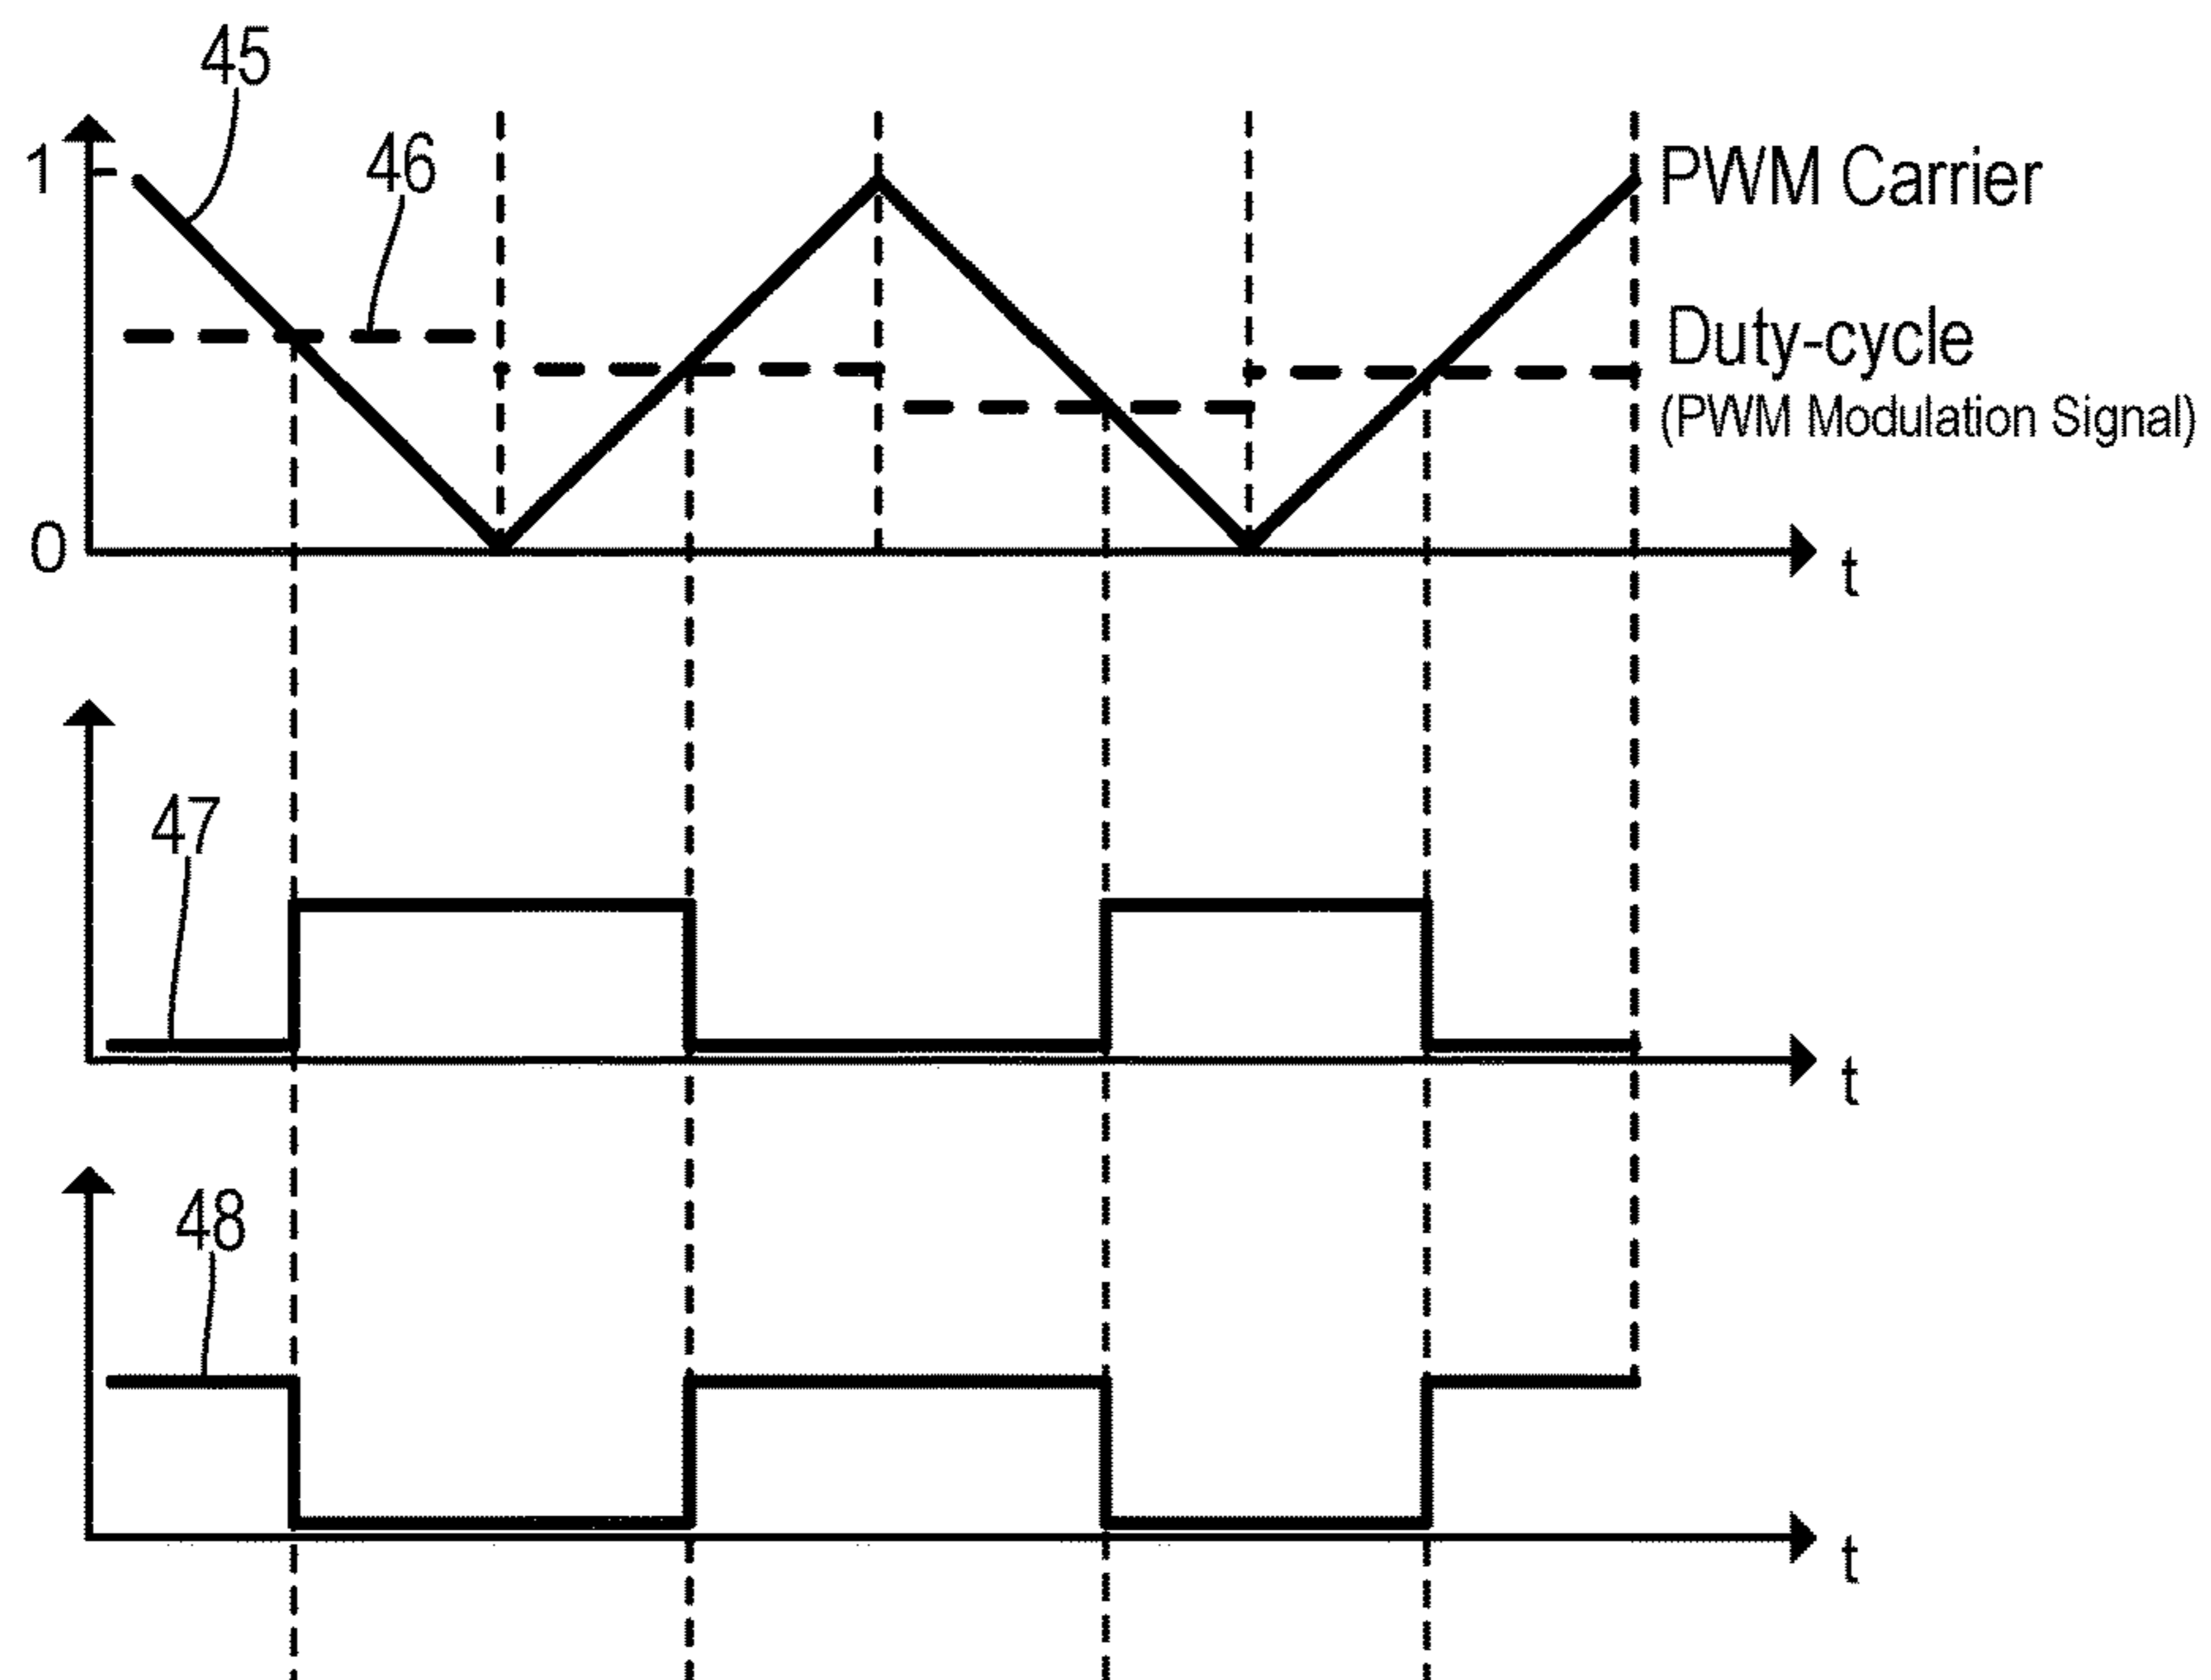 45
46
1
PWM Carrier
Duty-cycle
(PWM Modulation Signal)
0
t
47
t
48
t